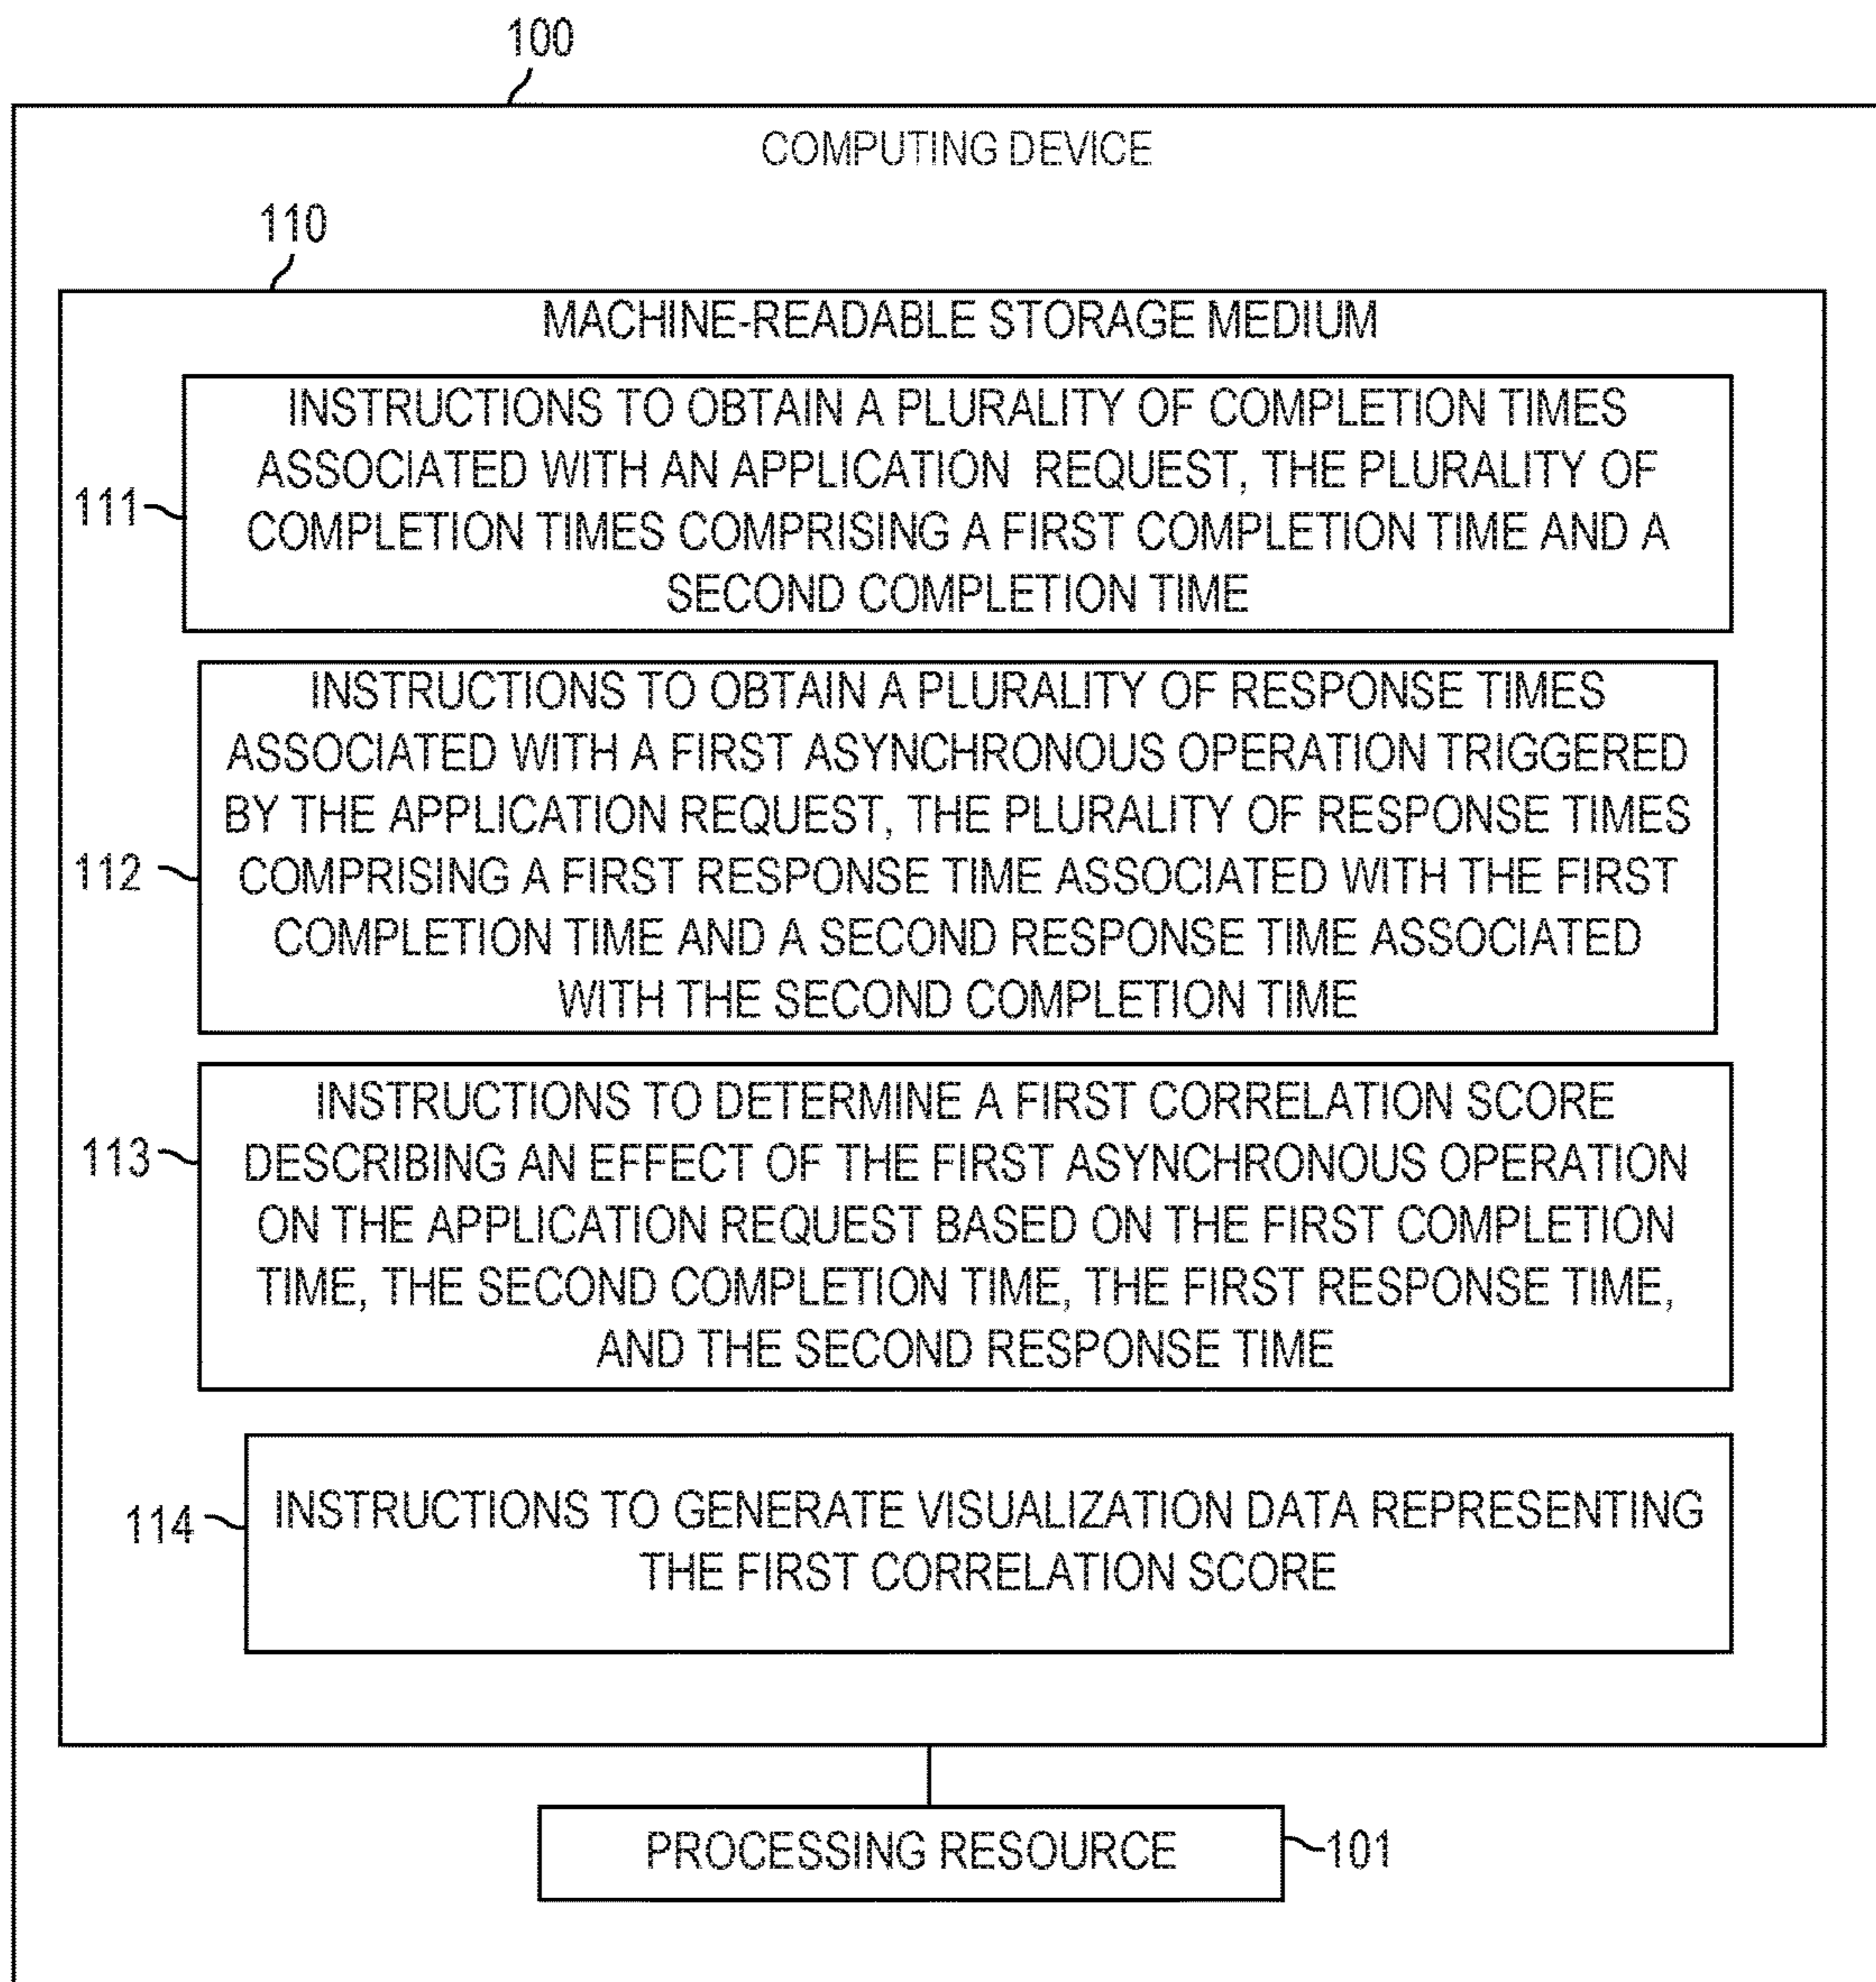 100
COMPUTING DEVICE
110
MACHINE-READABLE STORAGE MEDIUM
INSTRUCTIONS TO OBTAIN A PLURALITY OF COMPLETION TIMES
ASSOCIATED WITH AN APPLICATION REQUEST, THE PLURALITY OF
111
COMPLETION TIMES COMPRISING A FIRST COMPLETION TIME AND A
SECOND COMPLETION TIME
INSTRUCTIONS TO OBTAIN A PLURALITY OF RESPONSE TIMES
ASSOCIATED WITH A FIRST ASYNCHRONOUS OPERATION TRIGGERED
BY THE APPLICATION REQUEST, THE PLURALITY OF RESPONSE TIMES
112
COMPRISING A FIRST RESPONSE TIME ASSOCIATED WITH THE FIRST
COMPLETION TIME AND A SECOND RESPONSE TIME ASSOCIATED
WITH THE SECOND COMPLETION TIME
INSTRUCTIONS TO DETERMINE A FIRST CORRELATION SCORE
113
DESCRIBING AN EFFECT OF THE FIRST ASYNCHRONOUS OPERATION
ON THE APPLICATION REQUEST BASED ON THE FIRST COMPLETION
TIME, THE SECOND COMPLETION TIME, THE FIRST RESPONSE TIME,
AND THE SECOND RESPONSE TIME
114
INSTRUCTIONS TO GENERATE VISUALIZATION DATA REPRESENTING
THE FIRST CORRELATION SCORE
PROCESSING RESOURCE
101